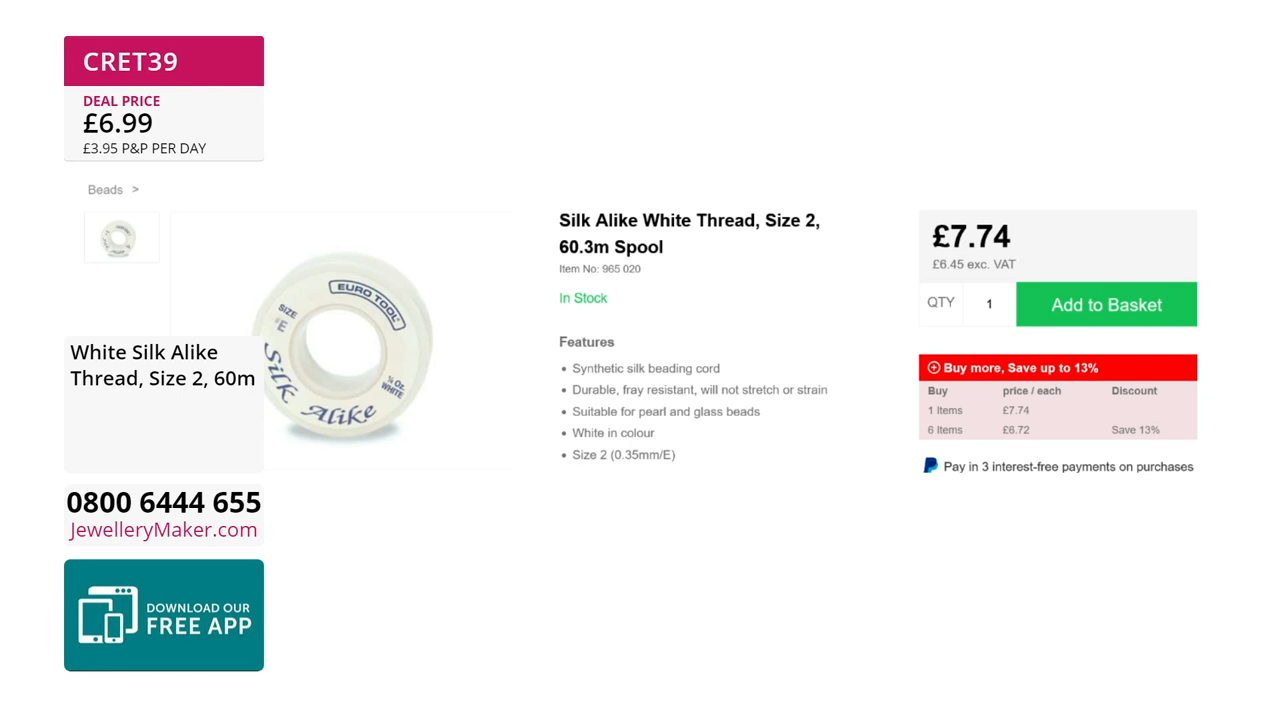 CRET39
DEAL PRICE
£6.99
£3.95 P&P PER DAY
Beads >
EURO TOOL
SIZE
#E
Silk Alike
¼ Oz.
WHITE
White Silk Alike
Thread, Size 2, 60m
0800 6444 655
JewelleryMaker.com
DOWNLOAD OUR
FREE APP
Silk Alike White Thread, Size 2,
60.3m Spool
Item No: 965 020
In Stock
Features
• Synthetic silk beading cord
• Durable, fray resistant, will not stretch or strain
• Suitable for pearl and glass beads
• White in colour
• Size 2 (0.35mm/E)
£7.74
£6.45 exc. VAT
QTY 1 Add to Basket
Buy more, Save up to 13%
Buy price / each Discount
1 Items £7.74
6 Items £6.72 Save 13%
Pay in 3 interest-free payments on purchases